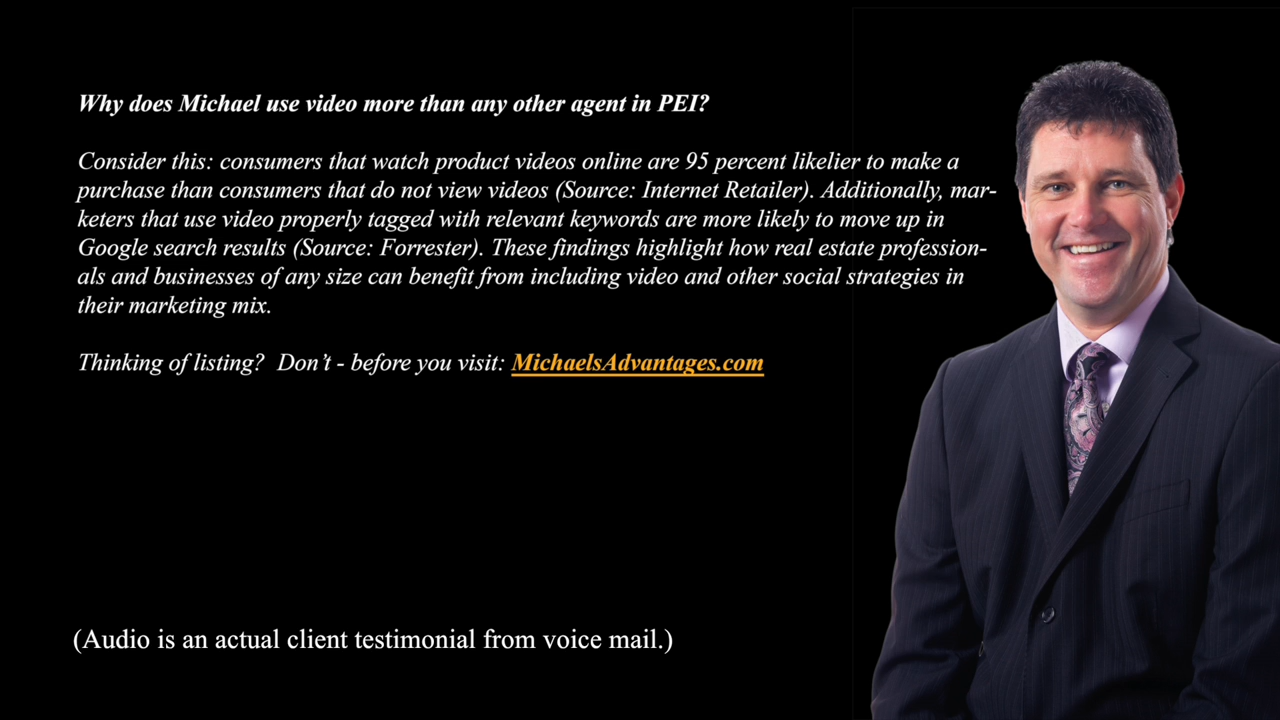 Why does Michael use video more than any other agent in PEI?
Consider this: consumers that watch product videos online are 95 percent likelier to make a
purchase than consumers that do not view videos (Source: Internet Retailer). Additionally, mar-
keters that use video properly tagged with relevant keywords are more likely to move up in
Google search results (Source: Forrester). These findings highlight how real estate profession-
als and businesses of any size can benefit from including video and other social strategies in
their marketing mix.
Thinking of listing?  Don’t - before you visit: MichaelsAdvantages.com
(Audio is an actual client testimonial from voice mail.)